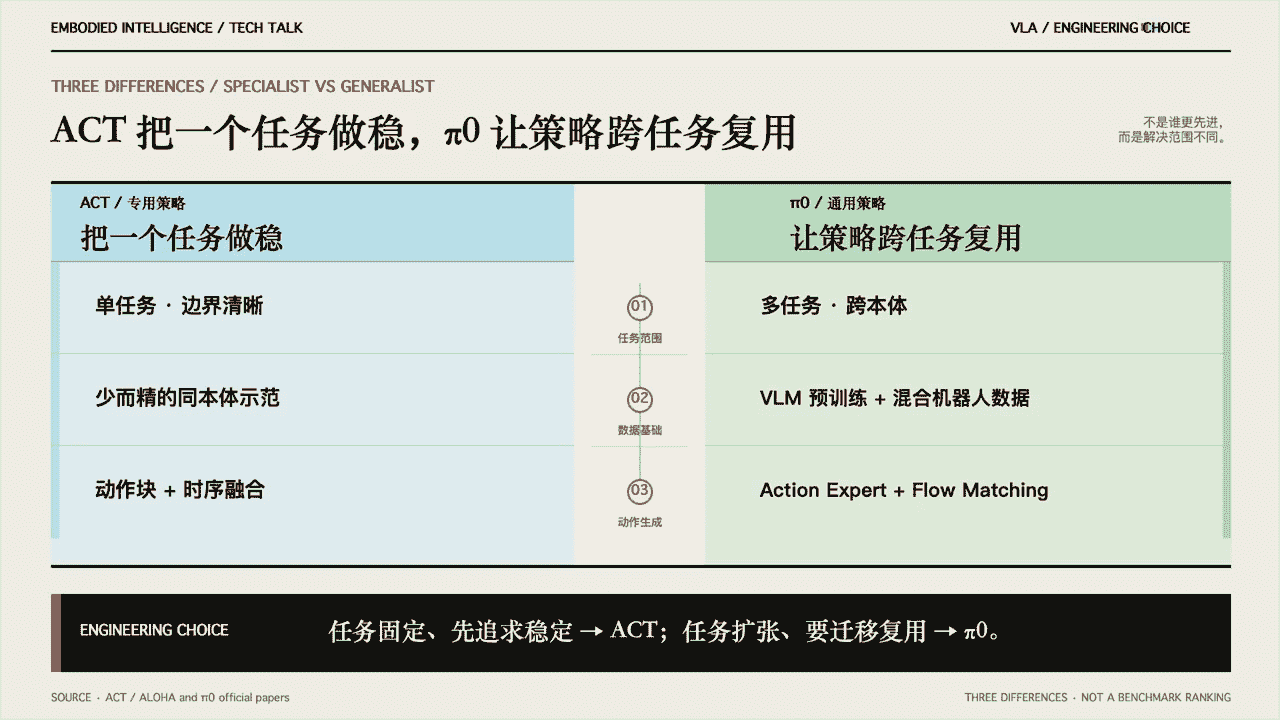 EMBODIED INTELLIGENCE / TECH TALK
VLA / ENGINEERING CHOICE
THREE DIFFERENCES / SPECIALIST VS GENERALIST
ACT 把一个任务做稳，π0 让策略跨任务复用
不是谁更先进，
而是解决范围不同。
ACT / 专用策略
把一个任务做稳
π0 / 通用策略
让策略跨任务复用
单任务 · 边界清晰
01
任务范围
多任务 · 跨本体
少而精的同本体示范
02
数据基础
VLM 预训练 + 混合机器人数据
动作块 + 时序融合
03
动作生成
Action Expert + Flow Matching
ENGINEERING CHOICE
任务固定、先追求稳定 → ACT；任务扩张、要迁移复用 → π0。
SOURCE · ACT / ALOHA and π0 official papers
THREE DIFFERENCES · NOT A BENCHMARK RANKING